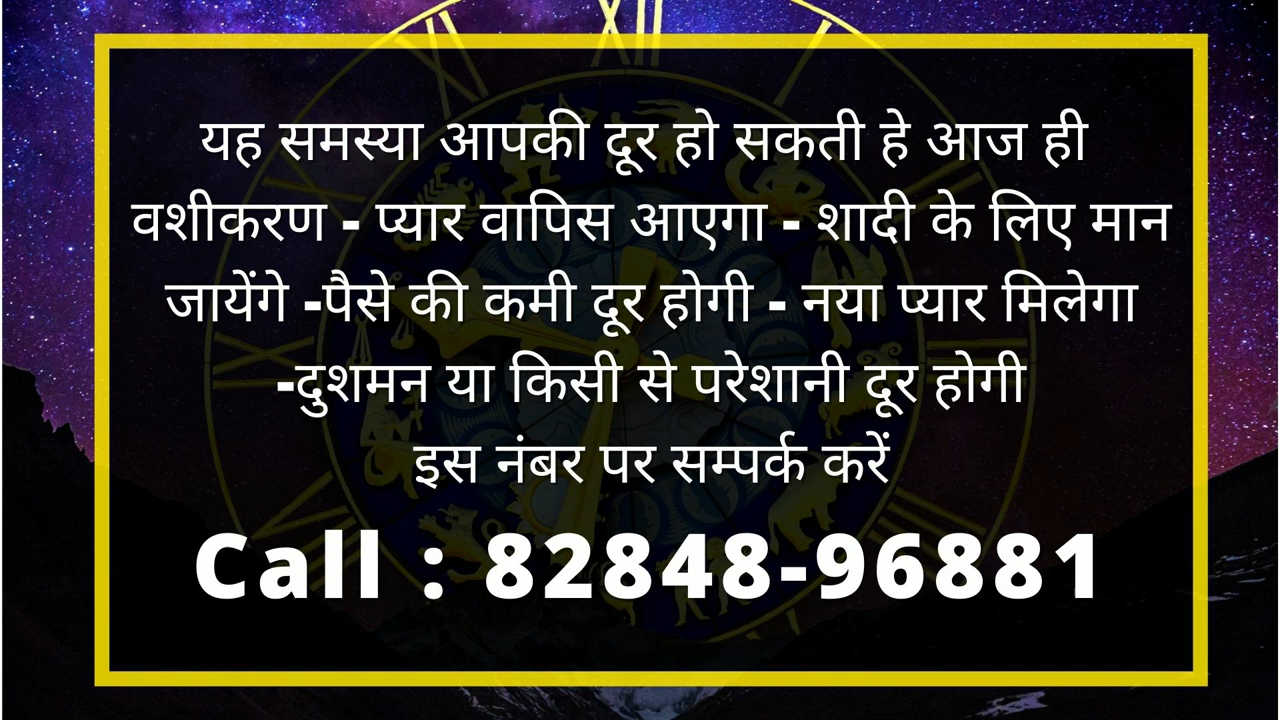 यह समस्या आपकी दूर हो सकती हे आज ही
वशीकरण - प्यार वापिस आएगा - शादी के लिए मान
जायेंगे -पैसे की कमी दूर होगी - नया प्यार मिलेगा
-दुशमन या किसी से परेशानी दूर होगी
इस नंबर पर सम्पर्क करें
Call : 82848-96881